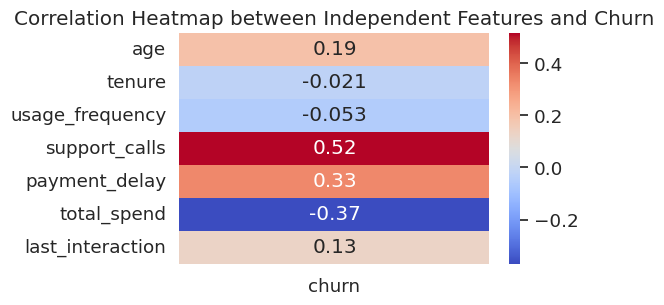 Correlation Heatmap between Independent Features and Churn
age 0.19
tenure -0.021
usage_frequency -0.053
support_calls 0.52
payment_delay 0.33
total_spend -0.37
last_interaction 0.13
churn
0.4
0.2
0.0
−0.2